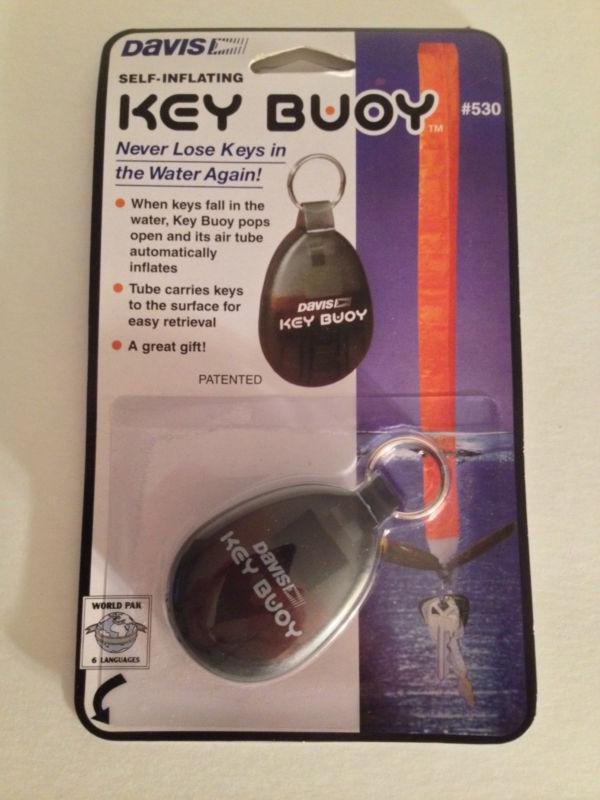 DAVIS
SELF-INFLATING
KEY BUOY™
#530
Never Lose Keys in
the Water Again!
• When keys fall in the
water, Key Buoy pops
open and its air tube
automatically
inflates
• Tube carries keys
to the surface for
easy retrieval
• A great gift!
PATENTED
DAVIS
KEY BUOY
DAVIS
KEY BUOY
WORLD PAK
6 LANGUAGES